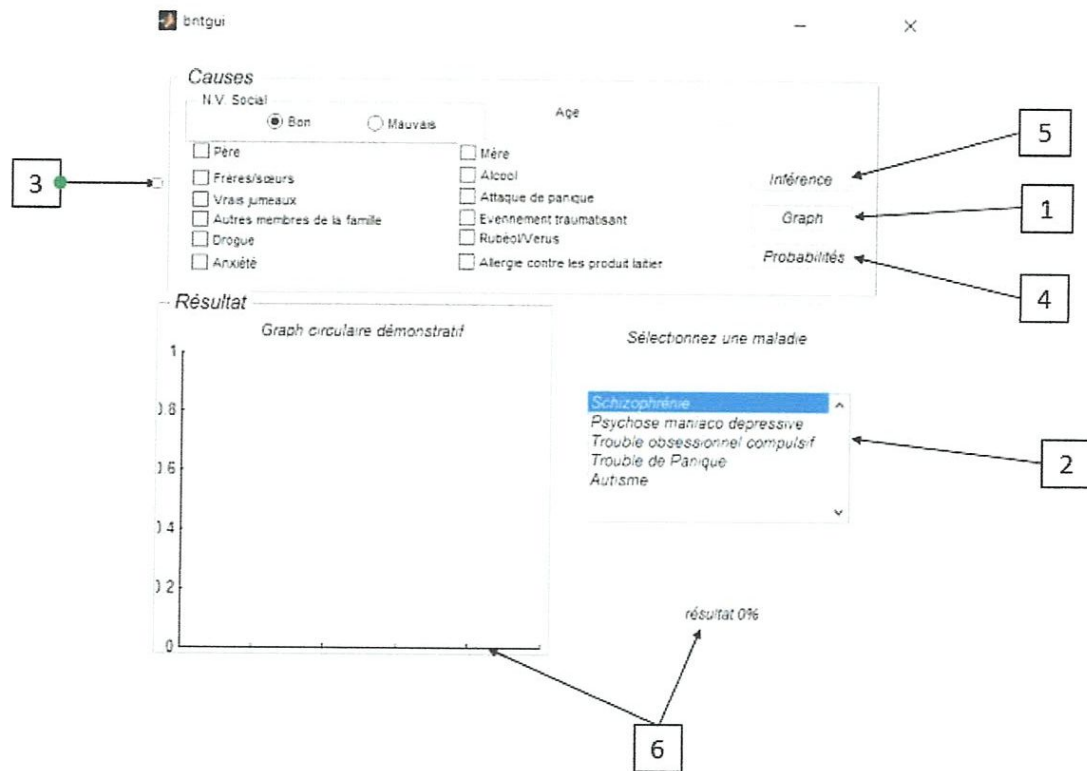 bntgui
Causes
N.V. Social
Bon
Mauvais
Age
Père
Mère
Frères/sœurs
Alcool
Vrais jumeaux
Attaque de panique
Autres membres de la famille
Evennement traumatisant
Drogue
Rubéol/Verus
Anxiété
Allergie contre les produit laitier
Inférence
Graph
Probabilités
5
3
1
4
Résultat
Graph circulaire démonstratif
Sélectionnez une maladie
1
0.8
0.6
0.4
0.2
0
Schizophrénie
Psychose maniaco depressive
Trouble obsessionnel compulsif
Trouble de Panique
Autisme
2
résultat 0%
6